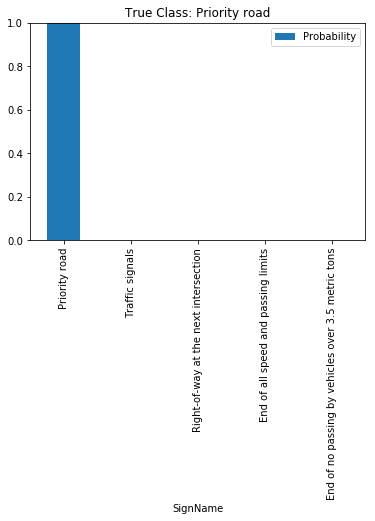 True Class: Priority road
Probability
1.0
0.8
0.6
0.4
0.2
0.0
Priority road
Traffic signals
Right-of-way at the next intersection
End of all speed and passing limits
End of no passing by vehicles over 3.5 metric tons
SignName